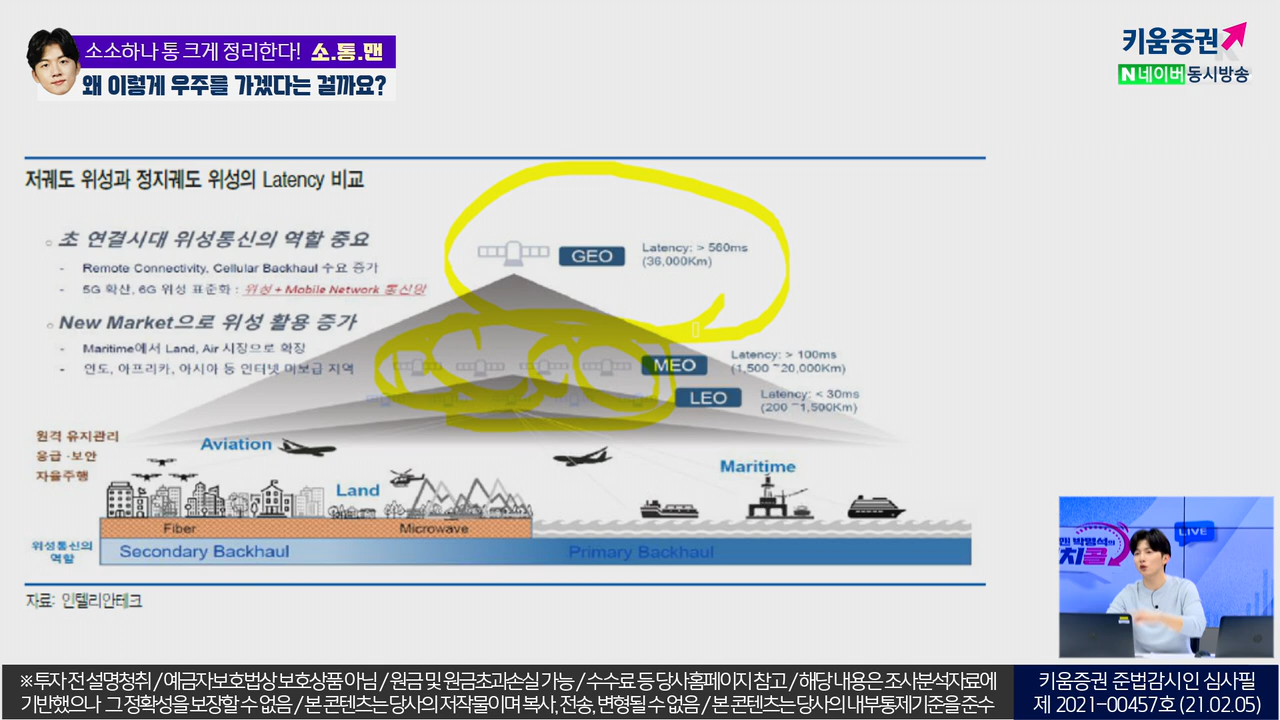 소소하나 통 크게 정리한다! 소.통.맨
왜 이렇게 우주를 가겠다는 걸까요?
키움증권
N 네이버 동시방송
저궤도 위성과 정지궤도 위성의 Latency 비교
초 연결시대 위성통신의 역할 중요
- Remote Connectivity, Cellular Backhaul 수요 증가
- 5G 확산, 6G 위성 표준화 : 위성 + Mobile Network 통신망
New Market으로 위성 활용 증가
- Maritime에서 Land, Air 시장으로 확장
- 인도, 아프리카, 아시아 등 인터넷 미보급 지역
GEO
Latency: > 560ms
(36,000Km)
MEO
Latency: > 100ms
(1,500 ~20,000Km)
LEO
Latency: < 30ms
(200 ~1,500Km)
원격 유지관리
응급 ·보안
자율주행
Aviation
Land
Maritime
Fiber
Microwave
위성통신의
역할
Secondary Backhaul
Primary Backhaul
자료: 인텔리안테크
LIVE
※ 투자 전 설명청취 / 예금자보호법상 보호상품 아님 / 원금 및 원금초과손실 가능 / 수수료 등 당사홈페이지 참고 / 해당 내용은 조사분석자료에
기반했으나 그 정확성을 보장할 수 없음 / 본 콘텐츠는 당사의 저작물이며 복사, 전송, 변형될 수 없음 / 본 콘텐츠는 당사의 내부통제기준을 준수
키움증권 준법감시인 심사필
제 2021-00457호 (21.02.05)